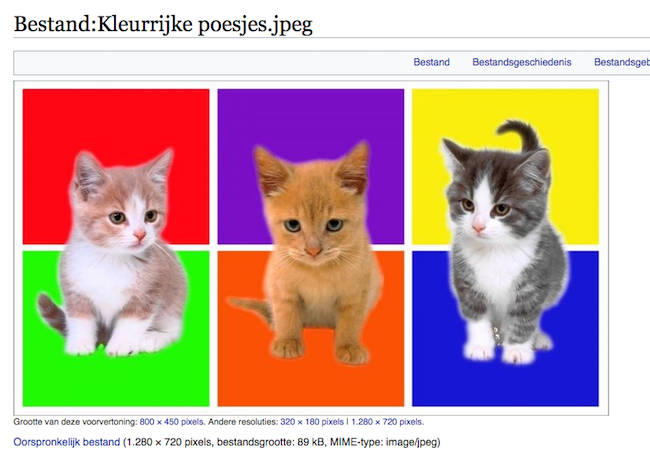 Bestand:Kleurrijke poesjes.jpeg
Bestand Bestandsgeschiedenis Bestandsgeb
Grootte van deze voorvertoning: 800 × 450 pixels. Andere resoluties: 320 × 180 pixels | 1.280 × 720 pixels.
Oorspronkelijk bestand (1.280 × 720 pixels, bestandsgrootte: 89 kB, MIME-type: image/jpeg)